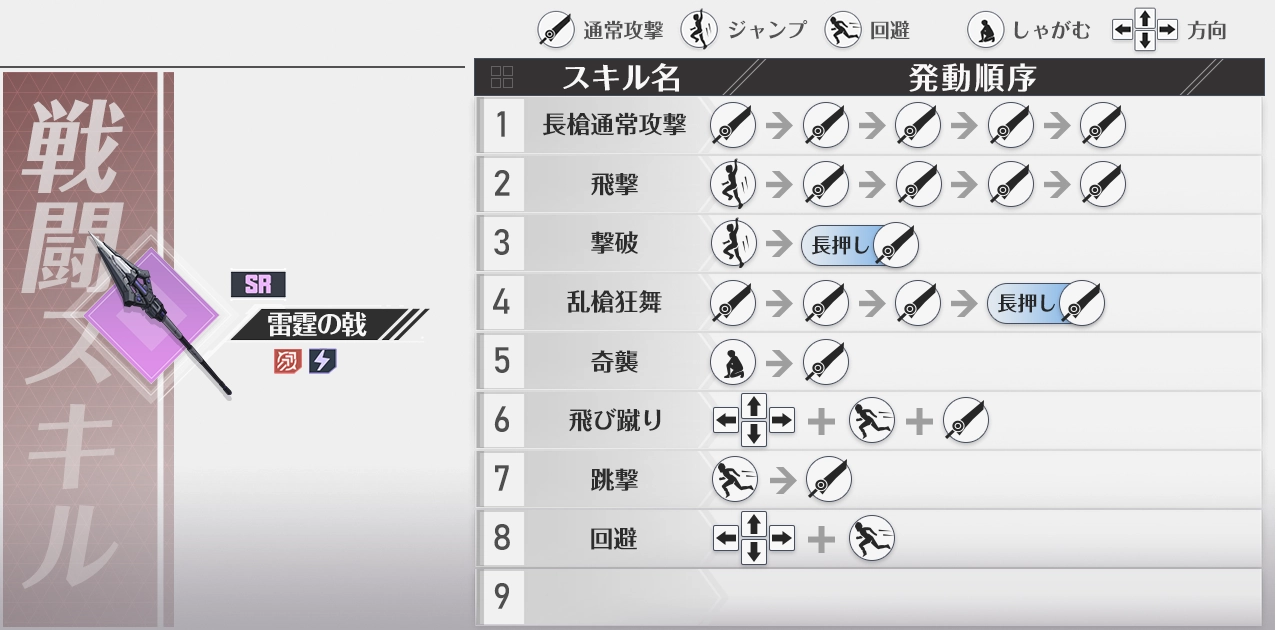 通常攻撃 ジャンプ 回避 しゃがむ 方向
戦闘スキル
SR
雷霆の戟
スキル名 発動順序
1 長槍通常攻撃
2 飛撃
3 撃破 長押し
4 乱槍狂舞 長押し
5 奇襲
6 飛び蹴り
7 跳撃
8 回避
9